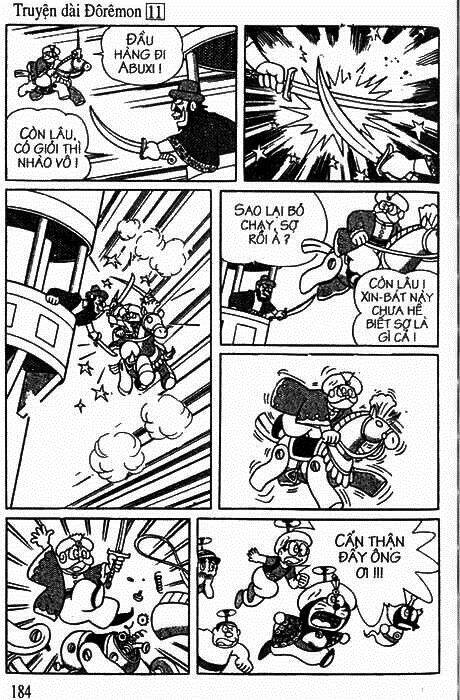 Truyện dài Đôrêmon 11
ĐẦU
HÀNG ĐI
ABUXI !
CÒN LÂU,
CÓ GIỎI THÌ
NHÀO VÔ !
SAO LẠI BỎ
CHẠY, SỢ
RỒI À ?
CÒN LÂU !
XIN-BÁT NÀY
CHƯA HỀ
BIẾT SỢ LÀ
GÌ CẢ !
CẨN THẬN
ĐẤY ÔNG
ƠI !!!
184